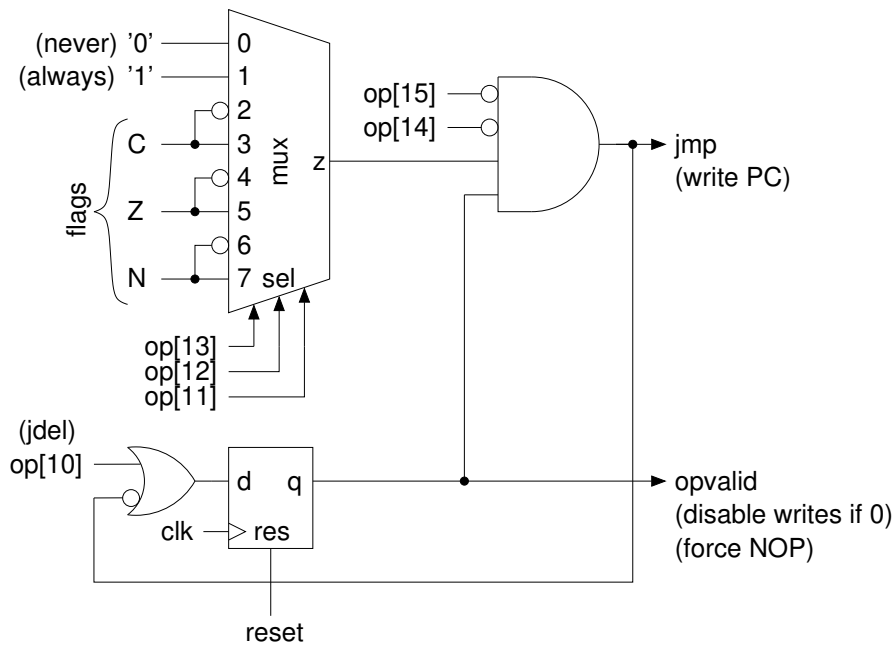 (never) '0'
(always) '1'
0
1
2
3
4
5
6
7
mux
z
sel
flags
C
Z
N
op[13]
op[12]
op[11]
op[15]
op[14]
jmp
(write PC)
(jdel)
op[10]
d
q
clk
res
reset
opvalid
(disable writes if 0)
(force NOP)